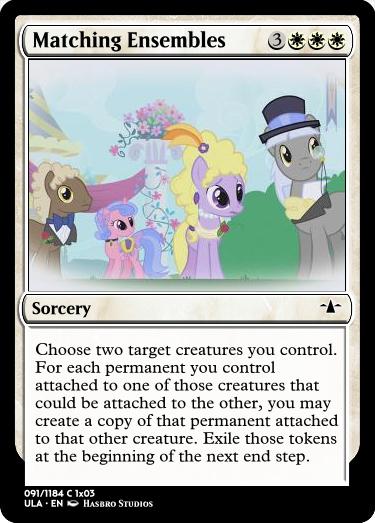 Matching Ensembles 3
Sorcery
Choose two target creatures you control.
For each permanent you control
attached to one of those creatures that
could be attached to the other, you may
create a copy of that permanent attached
to that other creature. Exile those tokens
at the beginning of the next end step.
091/1184 C 1x03
ULA • EN Hasbro Studios